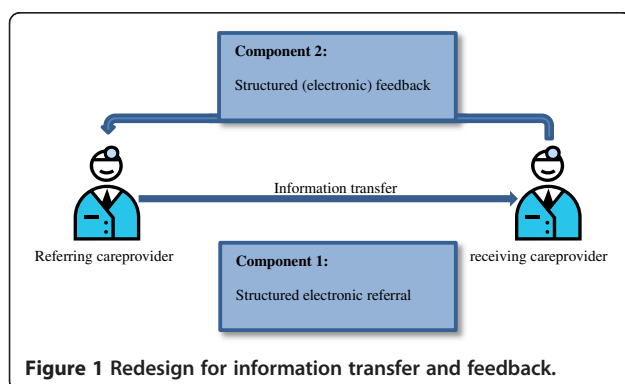 Component 2:
Structured (electronic) feedback
Information transfer
Referring careprovider
receiving careprovider
Component 1:
Structured electronic referral
Figure 1 Redesign for information transfer and feedback.